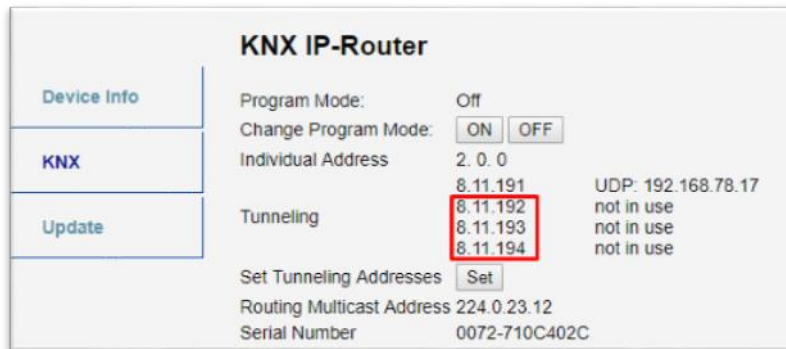 KNX IP-Router
Device Info
KNX
Update
Program Mode: Off
Change Program Mode: ON OFF
Individual Address 2. 0. 0
Tunneling
8.11.191 UDP: 192.168.78.17
8.11.192 not in use
8.11.193 not in use
8.11.194 not in use
Set Tunneling Addresses Set
Routing Multicast Address 224.0.23.12
Serial Number 0072-710C402C